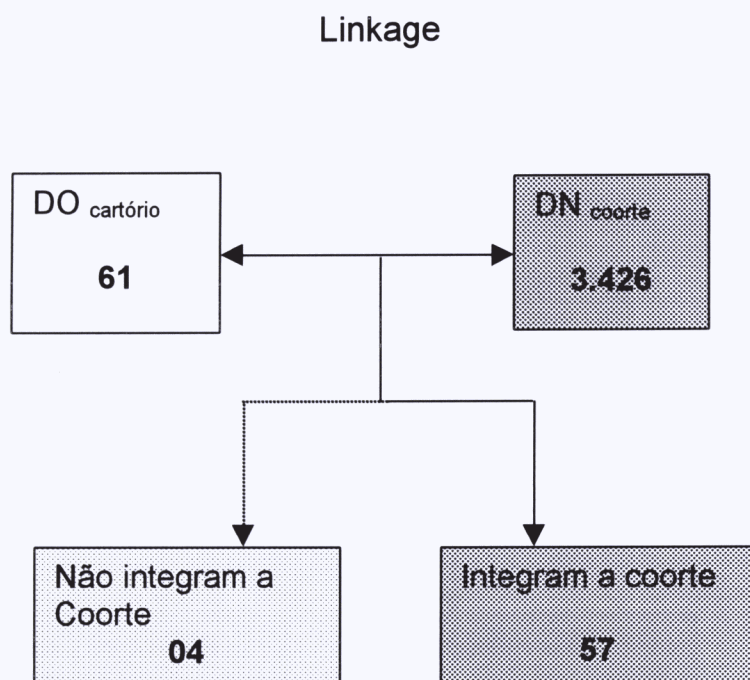 Linkage
DO cartório
61
DN coorte
3.426
Não integram a
Coorte
04
Integram a coorte
57